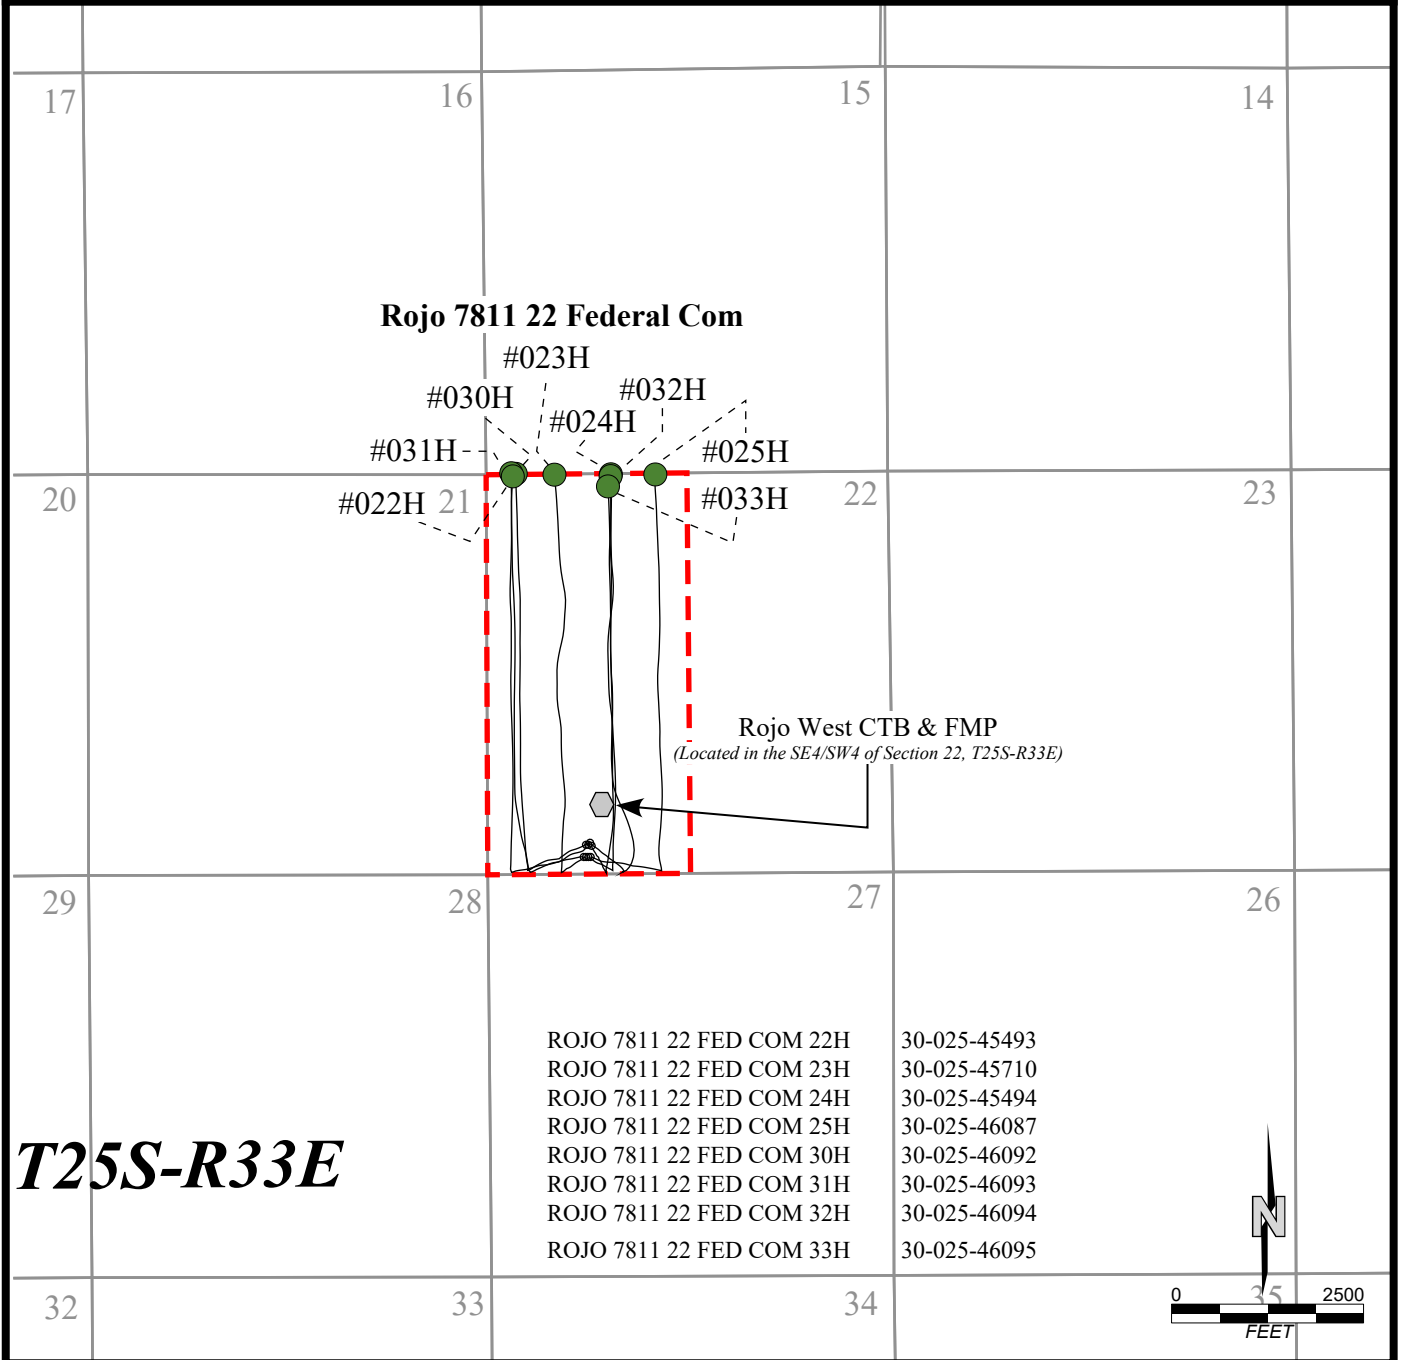 17
16
15
14
Rojo 7811 22 Federal Com
#023H
#030H
#032H
#024H
#031H
#025H
20
#022H
21
#033H
22
23
Rojo West CTB & FMP
(Located in the SE4/SW4 of Section 22, T25S-R33E)
29
28
27
26
ROJO 7811 22 FED COM 22H 30-025-45493
ROJO 7811 22 FED COM 23H 30-025-45710
ROJO 7811 22 FED COM 24H 30-025-45494
ROJO 7811 22 FED COM 25H 30-025-46087
ROJO 7811 22 FED COM 30H 30-025-46092
ROJO 7811 22 FED COM 31H 30-025-46093
ROJO 7811 22 FED COM 32H 30-025-46094
ROJO 7811 22 FED COM 33H 30-025-46095
T25S-R33E
N
32
33
34
35
0 2500
FEET